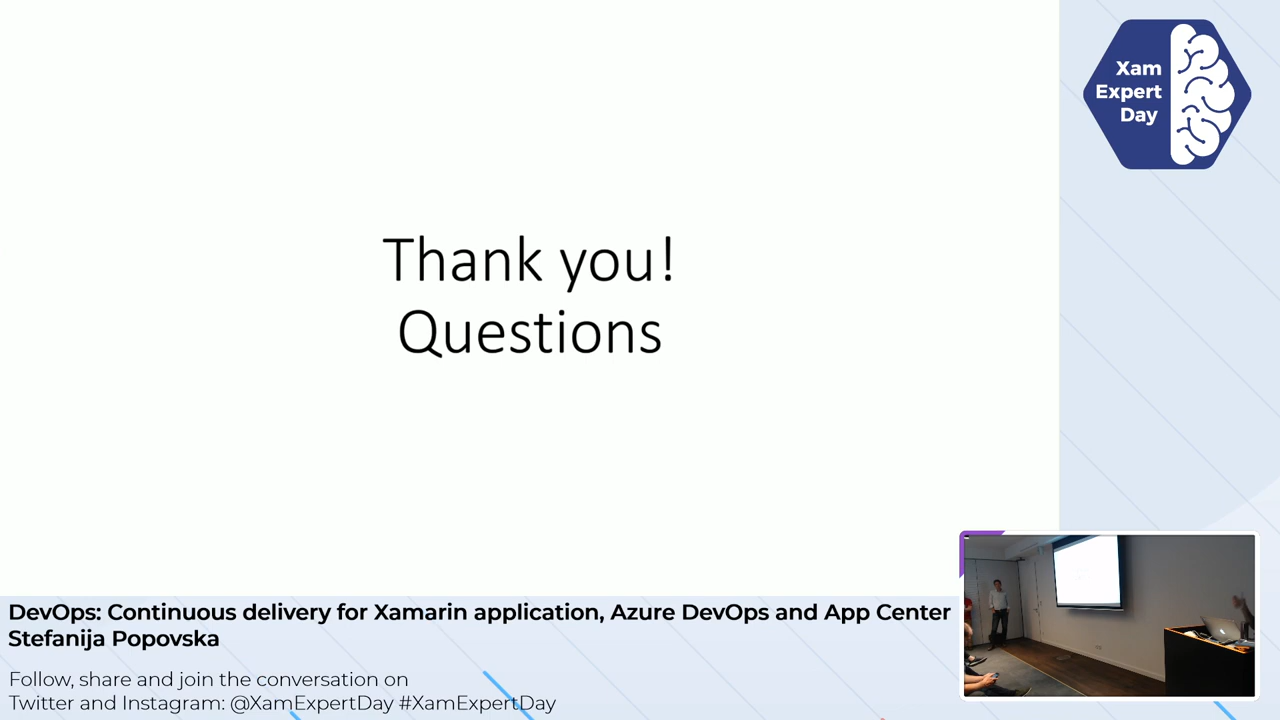 Xam
Expert
Day
Thank you!
Questions
DevOps: Continuous delivery for Xamarin application, Azure DevOps and App Center
Stefanija Popovska
Follow, share and join the conversation on
Twitter and Instagram: @XamExpertDay #XamExpertDay